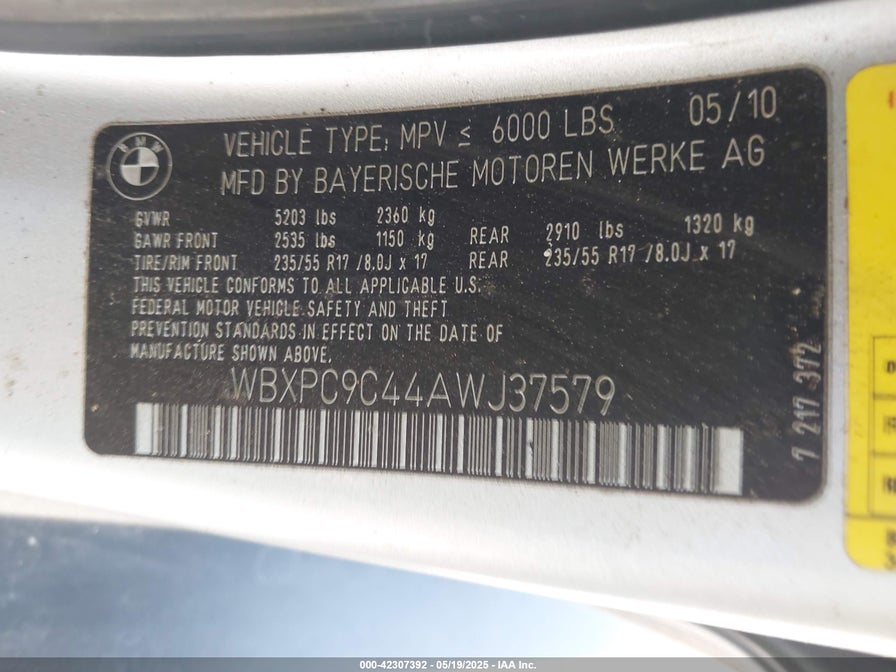 BMW
VEHICLE TYPE, MPV ≤ 6000 LBS 05/10
MFD BY BAYERISCHE MOTOREN WERKE AG
GVWR 5203 lbs 2360 kg
GAWR FRONT 2535 lbs 1150 kg REAR 2910 lbs 1320 kg
TIRE/RIM FRONT 235/55 R17 /8.0J x 17 REAR 235/55 R17 /8.0J x 17
THIS VEHICLE CONFORMS TO ALL APPLICABLE U.S.
FEDERAL MOTOR VEHICLE SAFETY AND THEFT
PREVENTION STANDARDS IN EFFECT ON THE DATE OF
MANUFACTURE SHOWN ABOVE.
WBXPC9C44AWJ37579
7 217 372
000-42307392 - 05/19/2025 - IAA Inc.